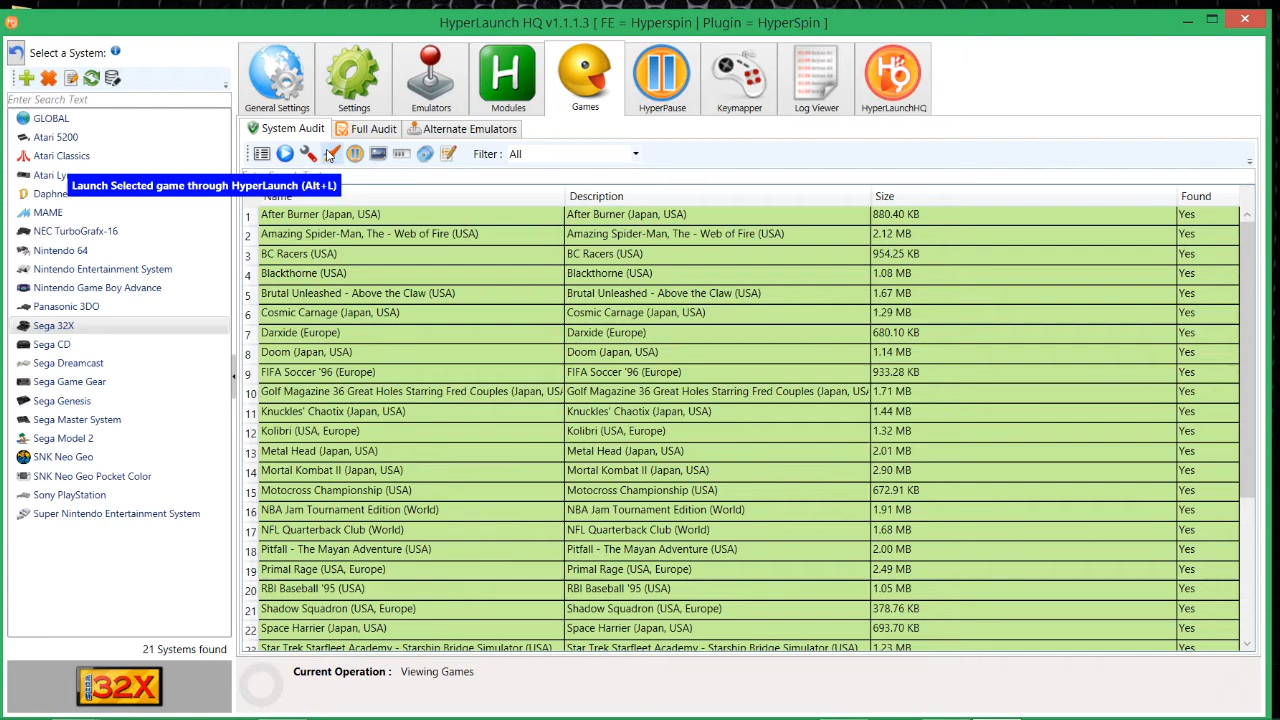 HyperLaunch HQ v1.1.1.3 [ FE = Hyperspin | Plugin = HyperSpin ]
Select a System:
Enter Search Text
GLOBAL
Atari 5200
Atari Classics
Atari Ly
Daphne
MAME
NEC TurboGrafx-16
Nintendo 64
Nintendo Entertainment System
Nintendo Game Boy Advance
Panasonic 3DO
Sega 32X
Sega CD
Sega Dreamcast
Sega Game Gear
Sega Genesis
Sega Master System
Sega Model 2
SNK Neo Geo
SNK Neo Geo Pocket Color
Sony PlayStation
Super Nintendo Entertainment System
21 Systems found
32X
General Settings Settings Emulators Modules Games HyperPause Keymapper Log Viewer HyperLaunchHQ
System Audit Full Audit Alternate Emulators
Filter : All
Launch Selected game through HyperLaunch (Alt+L)
Name Description Size Found
1 After Burner (Japan, USA) After Burner (Japan, USA) 880.40 KB Yes
2 Amazing Spider-Man, The - Web of Fire (USA) Amazing Spider-Man, The - Web of Fire (USA) 2.12 MB Yes
3 BC Racers (USA) BC Racers (USA) 954.25 KB Yes
4 Blackthorne (USA) Blackthorne (USA) 1.08 MB Yes
5 Brutal Unleashed - Above the Claw (USA) Brutal Unleashed - Above the Claw (USA) 1.67 MB Yes
6 Cosmic Carnage (Japan, USA) Cosmic Carnage (Japan, USA) 1.29 MB Yes
7 Darxide (Europe) Darxide (Europe) 680.10 KB Yes
8 Doom (Japan, USA) Doom (Japan, USA) 1.14 MB Yes
9 FIFA Soccer '96 (Europe) FIFA Soccer '96 (Europe) 933.28 KB Yes
10 Golf Magazine 36 Great Holes Starring Fred Couples (Japan, US/ Golf Magazine 36 Great Holes Starring Fred Couples (Japan, US/ 1.71 MB Yes
11 Knuckles' Chaotix (Japan, USA) Knuckles' Chaotix (Japan, USA) 1.44 MB Yes
12 Kolibri (USA, Europe) Kolibri (USA, Europe) 1.32 MB Yes
13 Metal Head (Japan, USA) Metal Head (Japan, USA) 2.01 MB Yes
14 Mortal Kombat II (Japan, USA) Mortal Kombat II (Japan, USA) 2.90 MB Yes
15 Motocross Championship (USA) Motocross Championship (USA) 672.91 KB Yes
16 NBA Jam Tournament Edition (World) NBA Jam Tournament Edition (World) 1.91 MB Yes
17 NFL Quarterback Club (World) NFL Quarterback Club (World) 1.68 MB Yes
18 Pitfall - The Mayan Adventure (USA) Pitfall - The Mayan Adventure (USA) 2.00 MB Yes
19 Primal Rage (USA, Europe) Primal Rage (USA, Europe) 2.49 MB Yes
20 RBI Baseball '95 (USA) RBI Baseball '95 (USA) 1.05 MB Yes
21 Shadow Squadron (USA, Europe) Shadow Squadron (USA, Europe) 378.76 KB Yes
22 Space Harrier (Japan, USA) Space Harrier (Japan, USA) 693.70 KB Yes
23 Star Trek Starfleet Academy - Starship Bridge Simulator (USA) Star Trek Starfleet Academy - Starship Bridge Simulator (USA) 1.23 MB Yes
Current Operation : Viewing Games